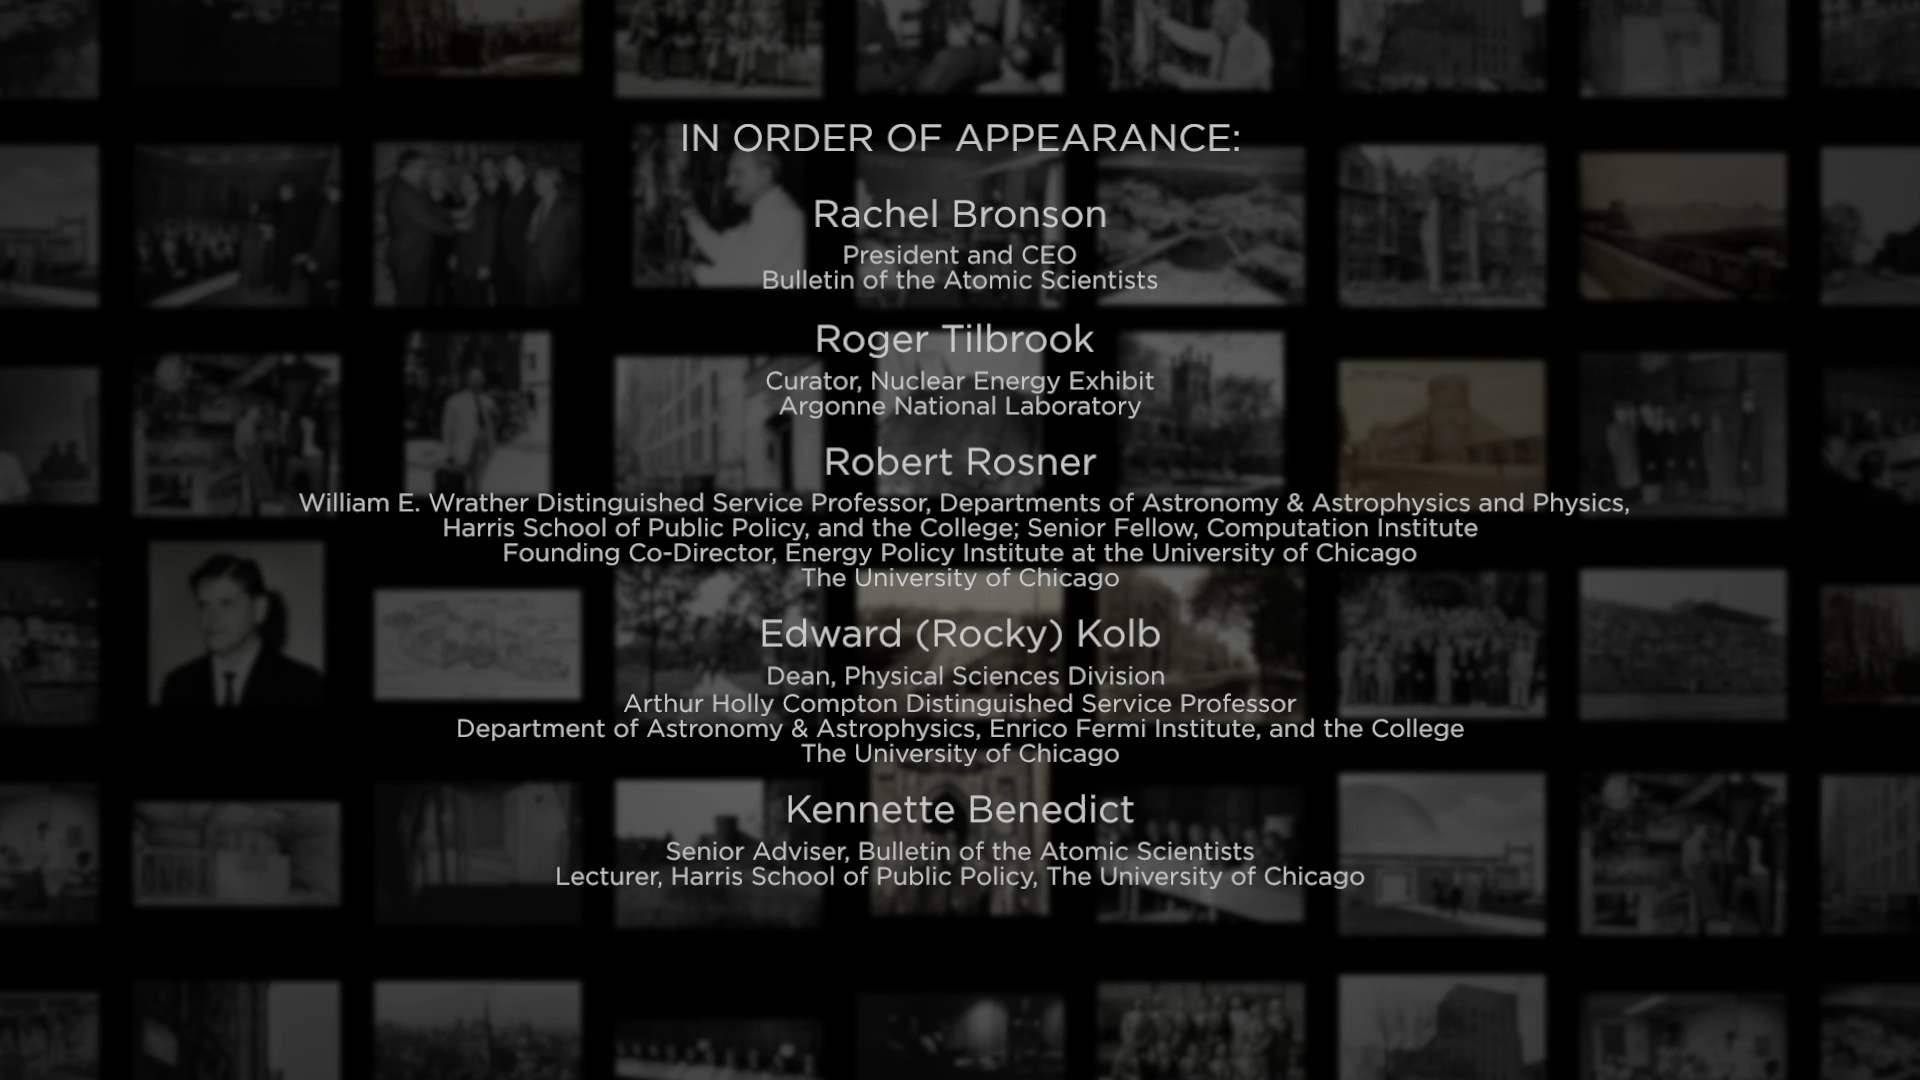 IN ORDER OF APPEARANCE:
Rachel Bronson
President and CEO
Bulletin of the Atomic Scientists
Roger Tilbrook
Curator, Nuclear Energy Exhibit
Argonne National Laboratory
Robert Rosner
William E. Wrather Distinguished Service Professor, Departments of Astronomy & Astrophysics and Physics,
Harris School of Public Policy, and the College; Senior Fellow, Computation Institute
Founding Co-Director, Energy Policy Institute at the University of Chicago
The University of Chicago
Edward (Rocky) Kolb
Dean, Physical Sciences Division
Arthur Holly Compton Distinguished Service Professor
Department of Astronomy & Astrophysics, Enrico Fermi Institute, and the College
The University of Chicago
Kennette Benedict
Senior Adviser, Bulletin of the Atomic Scientists
Lecturer, Harris School of Public Policy, The University of Chicago